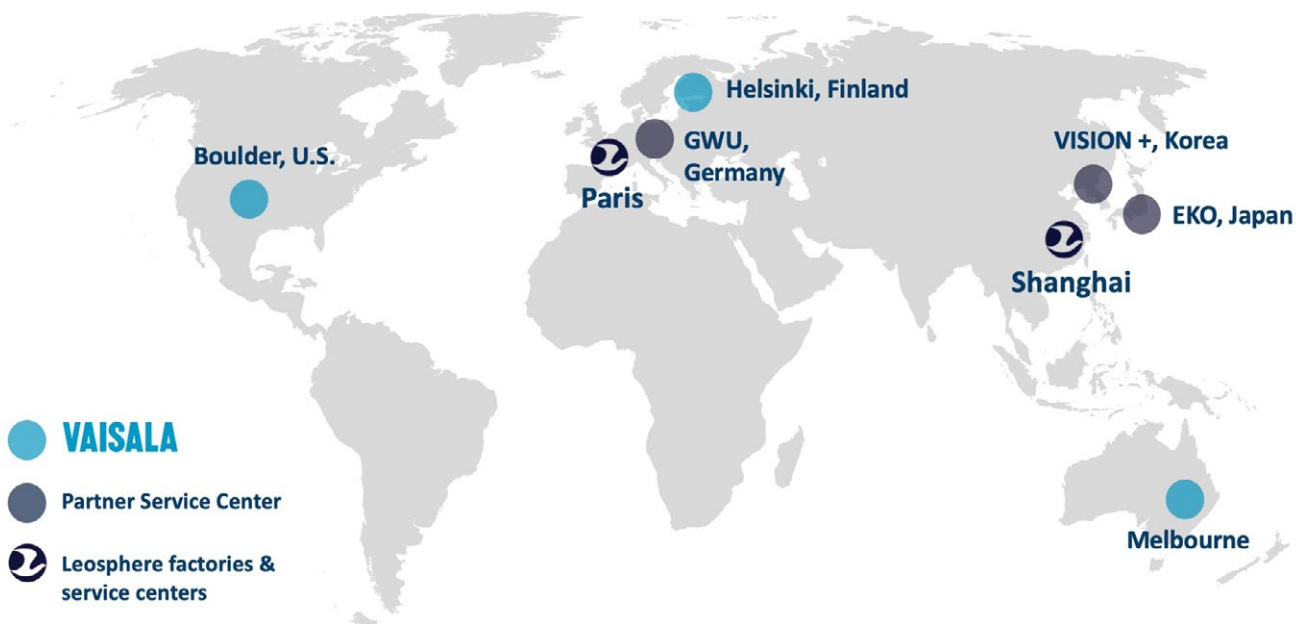 Helsinki, Finland
Boulder, U.S.
GWU,
Germany
VISION +, Korea
Paris
EKO, Japan
Shanghai
VAISALA
Partner Service Center
Melbourne
Leosphere factories &
service centers